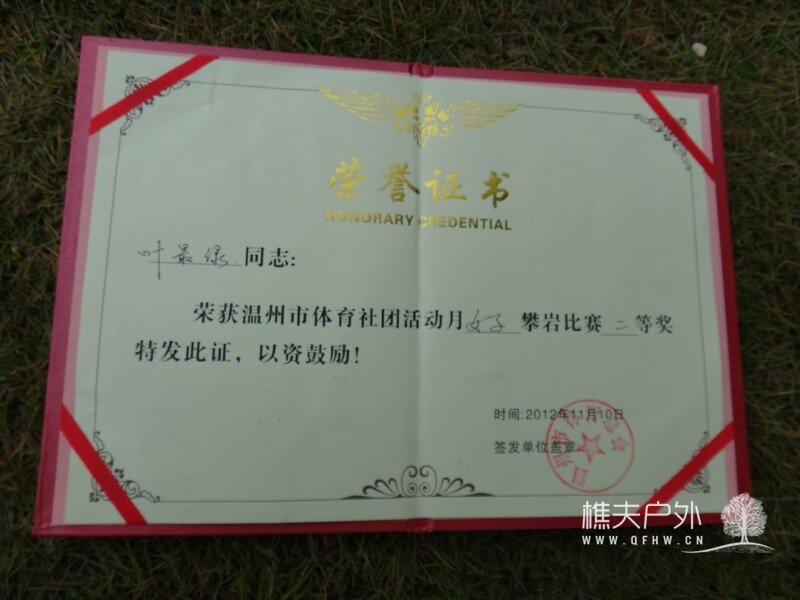 荣誉证书
HONORARY CREDENTIAL
叶最绿 同志:
荣获温州市体育社团活动月女子攀岩比赛二等奖
特发此证，以资鼓励!
时间:2012年11月10日
签发单位盖章
樵夫户外
WWW.QFHW.CN